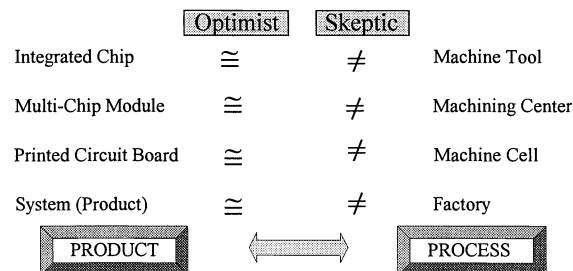 Optimist Skeptic
Integrated Chip ≅ ≠ Machine Tool
Multi-Chip Module ≅ ≠ Machining Center
Printed Circuit Board ≅ ≠ Machine Cell
System (Product) ≅ ≠ Factory
PRODUCT PROCESS